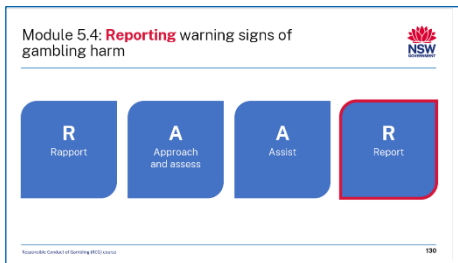 Module 5.4: Reporting warning signs of
gambling harm
NSW
GOVERNMENT
R
Rapport
A
Approach
and assess
A
Assist
R
Report
Responsible Conduct of Gambling (RCG) course
130